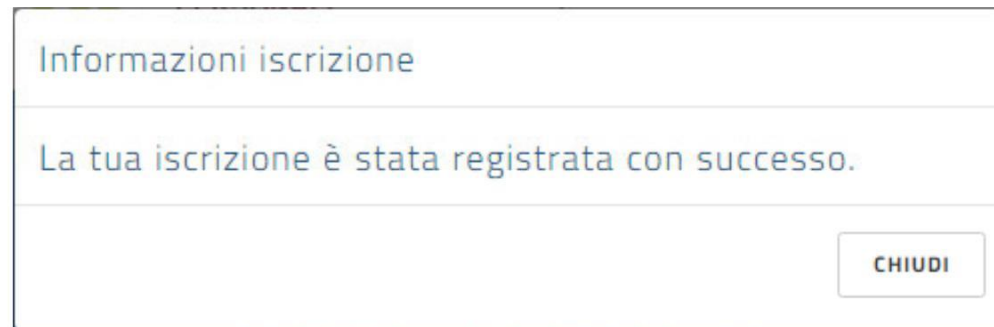 Informazioni iscrizione
La tua iscrizione è stata registrata con successo.
CHIUDI